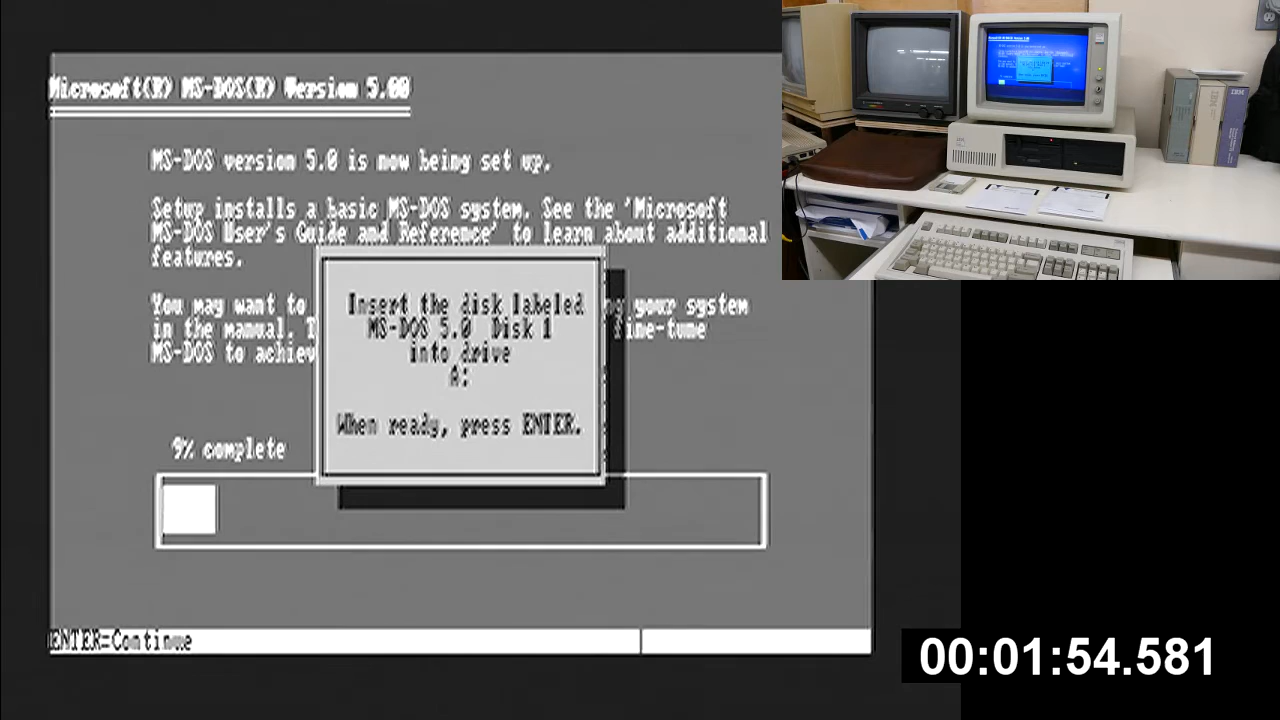 Microsoft(R) MS-DOS(R) Version 5.00
MS-DOS version 5.0 is now being set up.
Setup installs a basic MS-DOS system. See the 'Microsoft
MS-DOS User's Guide and Reference' to learn about additional
features.
You may want to
in the manual. T
MS-DOS to achiev
your system
fine-tune
Insert the disk labeled
MS-DOS 5.0 Disk 1
into drive
A:
When ready, press ENTER.
9% complete
ENTER=Continue
00:01:54.581
IBM
IBM